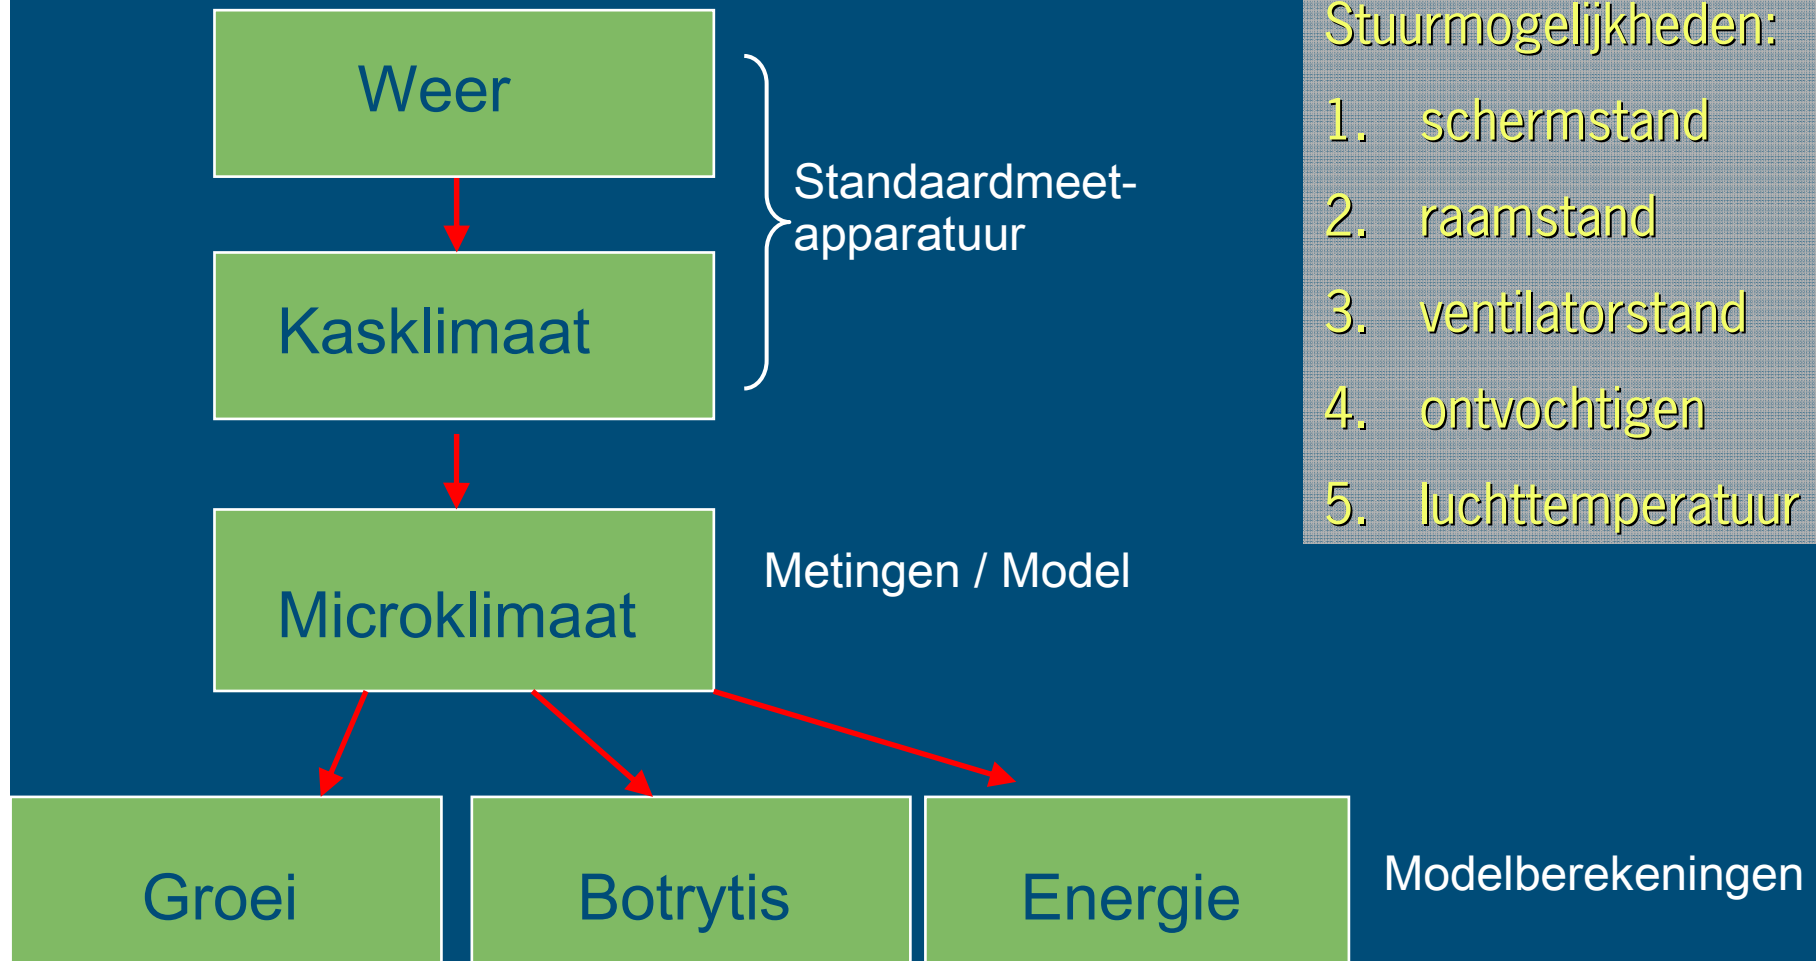 Weer
Standaardmeet-
apparatuur
Kasklimaat
Microklimaat
Metingen / Model
Groei
Botrytis
Energie
Modelberekeningen
Stuurmogelijkheden:
1. schermstand
2. raamstand
3. ventilatorstand
4. ontvochtigen
5. luchttemperatuur